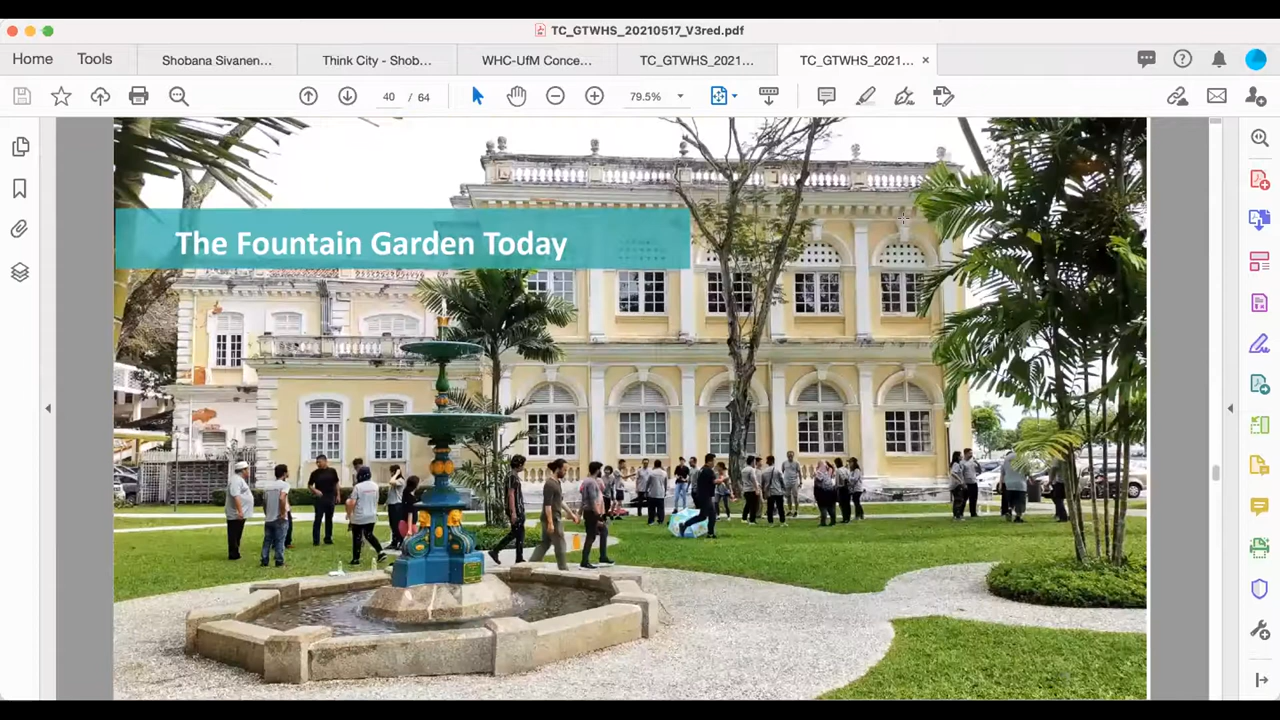 TC_GTWHS_20210517_V3red.pdf
Home
Tools
Shobana Sivanen...
Think City - Shob...
WHC-UfM Conce...
TC_GTWHS_2021...
TC_GTWHS_2021...
40 / 64
79.5%
The Fountain Garden Today